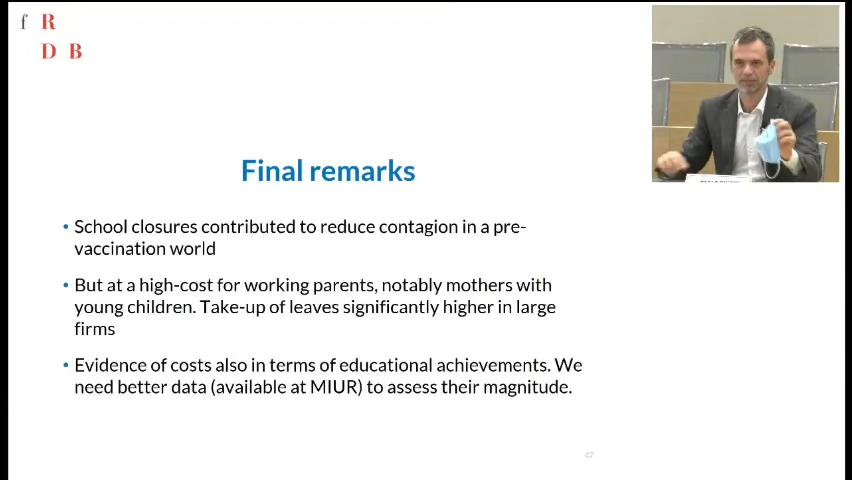 f R
D B
Final remarks
• School closures contributed to reduce contagion in a pre-
vaccination world
• But at a high-cost for working parents, notably mothers with
young children. Take-up of leaves significantly higher in large
firms
• Evidence of costs also in terms of educational achievements. We
need better data (available at MIUR) to assess their magnitude.
47